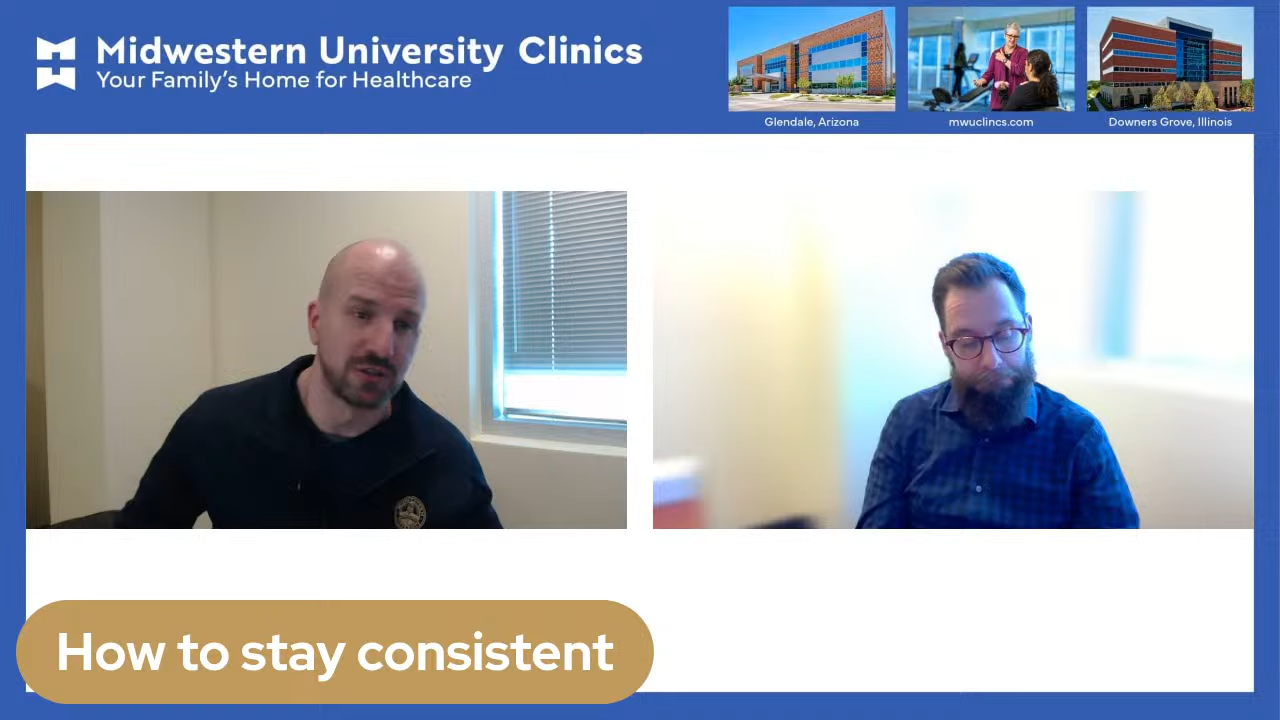 Midwestern University Clinics
Your Family's Home for Healthcare
Glendale, Arizona
mwuclincs.com
Downers Grove, Illinois
How to stay consistent